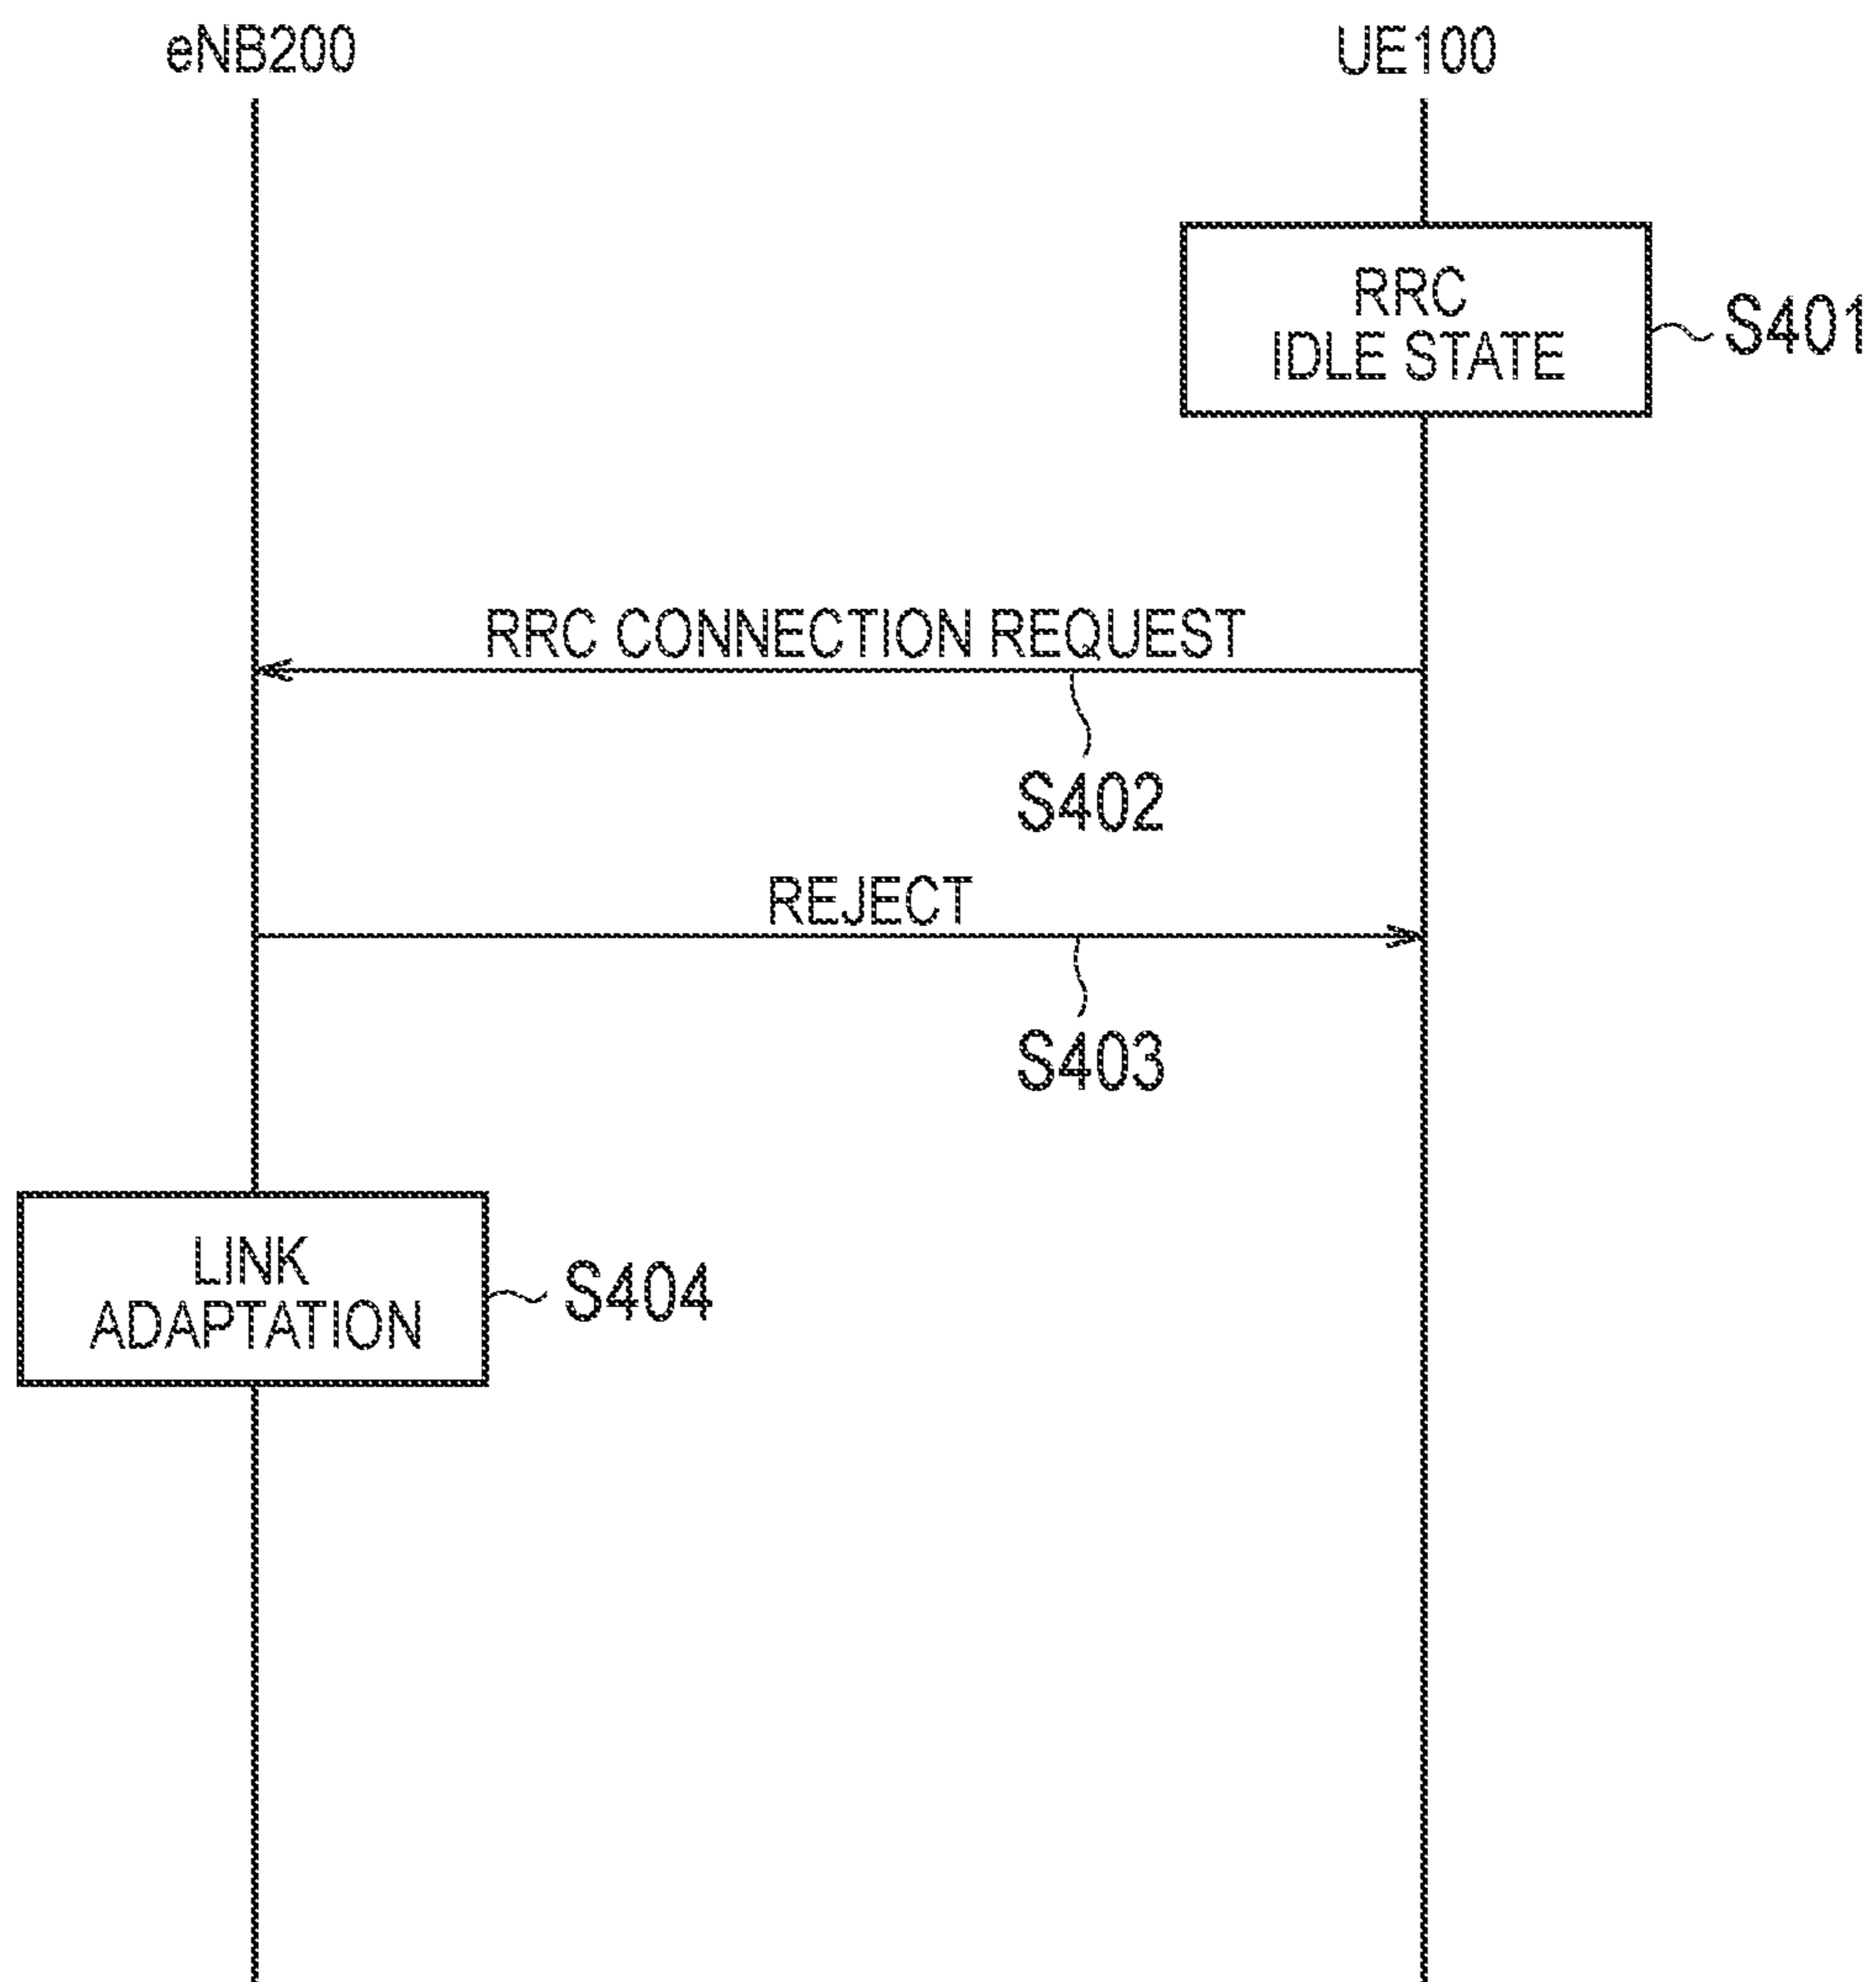 eNB200
UE100
RRC
IDLE STATE
S401
RRC CONNECTION REQUEST
S402
REJECT
S403
LINK
ADAPTATION
S404